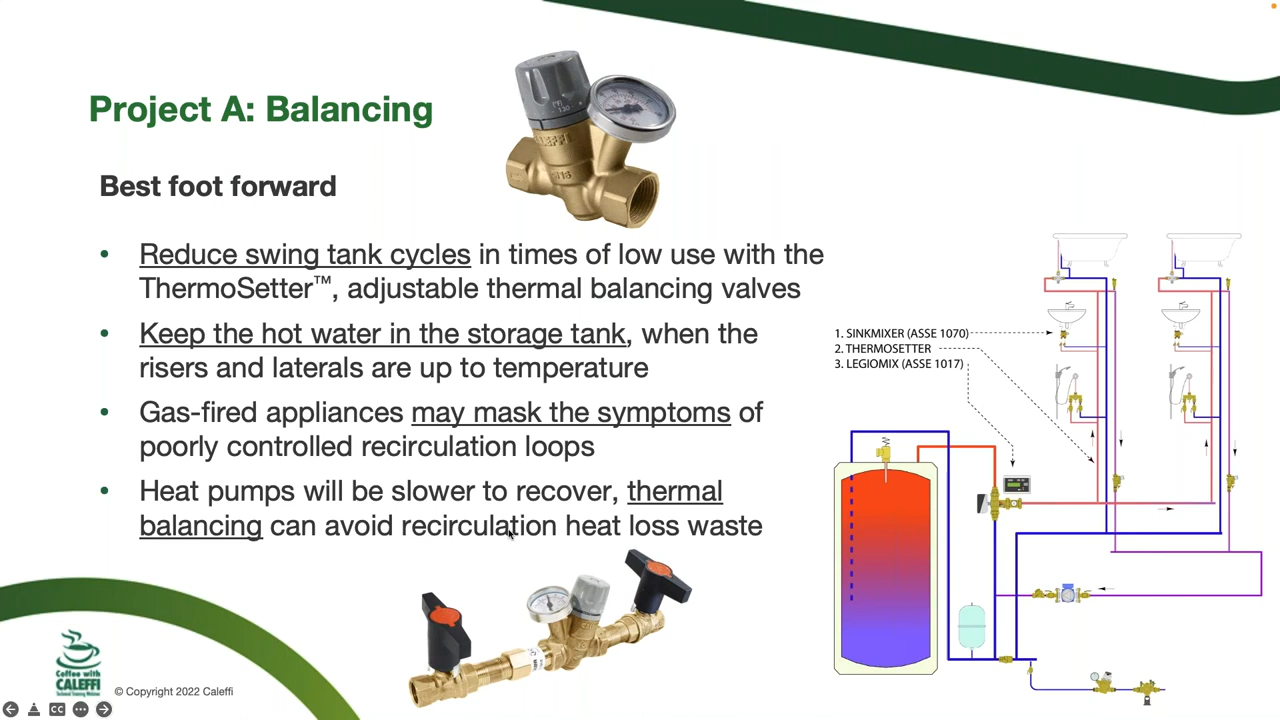 Project A: Balancing
Best foot forward
• Reduce swing tank cycles in times of low use with the
ThermoSetter™, adjustable thermal balancing valves
• Keep the hot water in the storage tank, when the
risers and laterals are up to temperature
• Gas-fired appliances may mask the symptoms of
poorly controlled recirculation loops
• Heat pumps will be slower to recover, thermal
balancing can avoid recirculation heat loss waste
1. SINKMIXER (ASSE 1070)
2. THERMOSETTER
3. LEGIOMIX (ASSE 1017)
Coffee with
CALEFFI
Technical Training Webinar
© Copyright 2022 Caleffi
CC